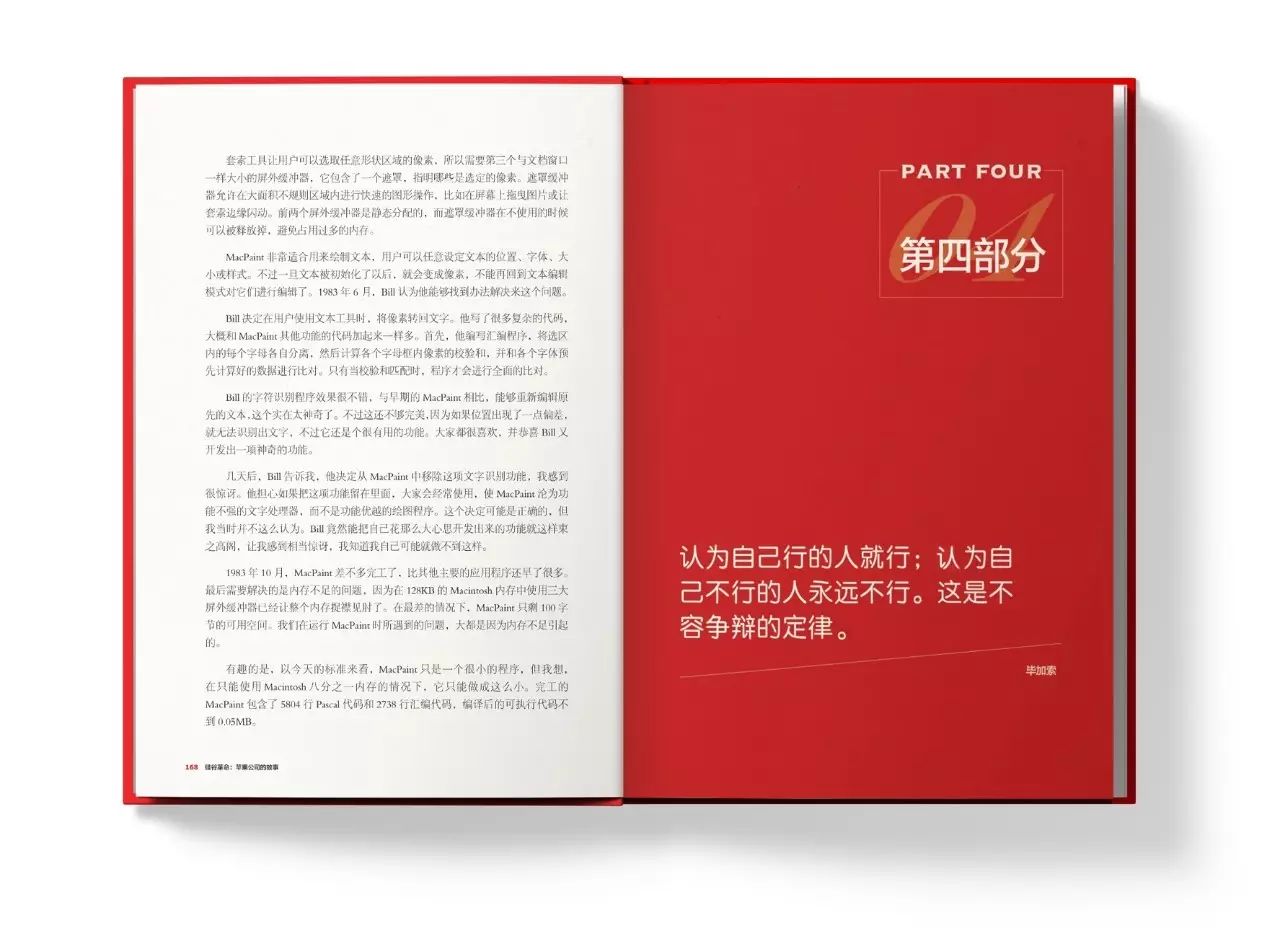 套索工具让用户可以选取任意形状区域的像素，所以需要第三个与文档窗口
一样大小的屏外缓冲器，它包含了一个遮罩，指明哪些是选定的像素。遮罩缓冲
器允许在大面积不规则区域内进行快速的图形操作，比如在屏幕上拖曳图片或让
套索边缘闪动。前两个屏外缓冲器是静态分配的，而遮罩缓冲器在不使用的时候
可以被释放掉，避免占用过多的内存。
MacPaint 非常适合用来绘制文本，用户可以任意设定文本的位置、字体、大
小或样式。不过一旦文本被初始化了以后，就会变成像素，不能再回到文本编辑
模式对它们进行编辑了。1983 年 6 月，Bill 认为他能够找到办法解决来这个问题。
Bill 决定在用户使用文本工具时，将像素转回文字。他写了很多复杂的代码，
大概和 MacPaint 其他功能的代码加起来一样多。首先，他编写汇编程序，将选区
内的每个字母各自分离，然后计算各个字母框内像素的校验和，并和各个字体预
先计算好的数据进行比对。只有当校验和匹配时，程序才会进行全面的比对。
Bill 的字符识别程序效果很不错，与早期的 MacPaint 相比，能够重新编辑原
先的文本，这个实在太神奇了。不过这还不够完美，因为如果位置出现了一点偏差，
就无法识别出文字，不过它还是个很有用的功能。大家都很喜欢，并恭喜 Bill 又
开发出一项神奇的功能。
几天后，Bill 告诉我，他决定从 MacPaint 中移除这项文字识别功能，我感到
很惊讶。他担心如果把这项功能留在里面，大家会经常使用，使 MacPaint 沦为功
能不强的文字处理器，而不是功能优越的绘图程序。这个决定可能是正确的，但
我当时并不这么认为。Bill 竟然能把自己花那么大心思开发出来的功能就这样束
之高阁，让我感到相当惊讶，我知道我自己可能就做不到这样。
1983 年 10 月，MacPaint 差不多完工了，比其他主要的应用程序还早了很多。
最后需要解决的是内存不足的问题，因为在 128KB 的 Macintosh 内存中使用三大
屏外缓冲器已经让整个内存捉襟见肘了。在最差的情况下，MacPaint 只剩 100 字
节的可用空间。我们在运行 MacPaint 时所遇到的问题，大都是因为内存不足引起
的。
有趣的是，以今天的标准来看，MacPaint 只是一个很小的程序，但我想，
在只能使用 Macintosh 八分之一内存的情况下，它只能做成这么小。完工的
MacPaint 包含了 5804 行 Pascal 代码和 2738 行汇编代码，编译后的可执行代码不
到 0.05MB。
168 硅谷革命：苹果公司的故事
PART FOUR
04
第四部分
认为自己行的人就行；认为自
己不行的人永远不行。这是不
容争辩的定律。
毕加索